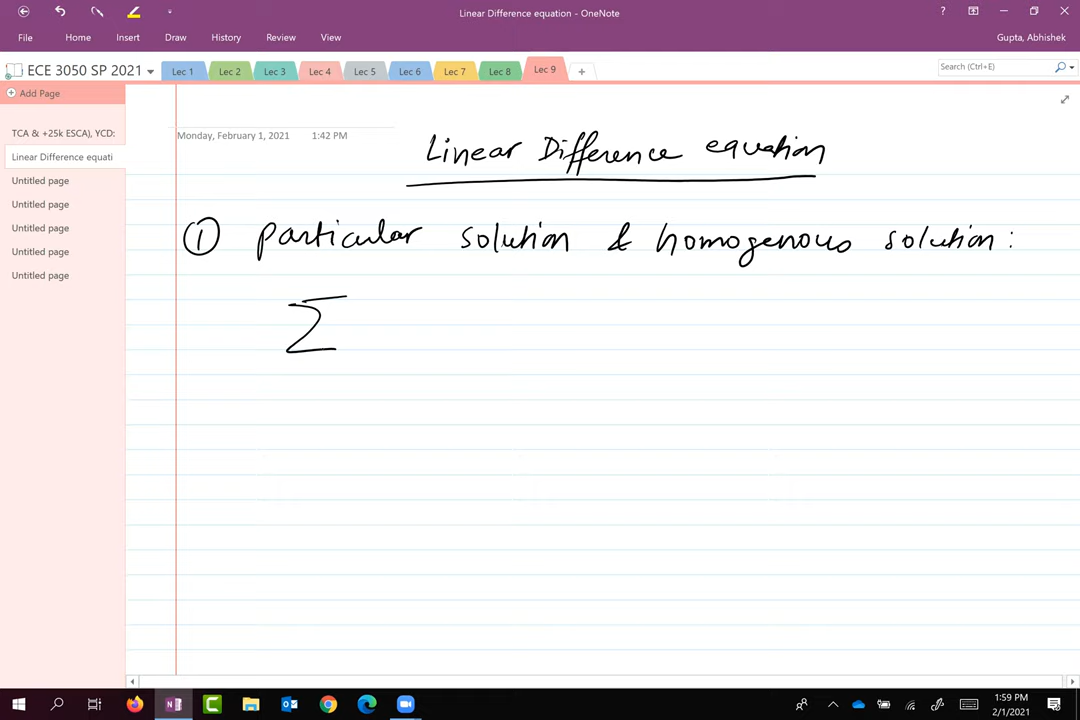 Linear Difference equation - OneNote
?
File Home Insert Draw History Review View
Gupta, Abhishek
ECE 3050 SP 2021
Lec 1 Lec 2 Lec 3 Lec 4 Lec 5 Lec 6 Lec 7 Lec 8 Lec 9 +
Search (Ctrl+E)
Add Page
TCA & +25k ESCA), YCD:
Linear Difference equati
Untitled page
Untitled page
Untitled page
Untitled page
Untitled page
Monday, February 1, 2021 1:42 PM
Linear Difference equation
① particular solution & homogenous solution:
Σ
1:59 PM
2/1/2021